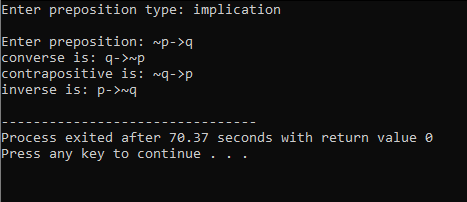 Enter preposition type: implication
Enter preposition: ~p->q
converse is: q->~p
contrapositive is: ~q->p
inverse is: p->~q
--------------------------------
Process exited after 70.37 seconds with return value 0
Press any key to continue . . .